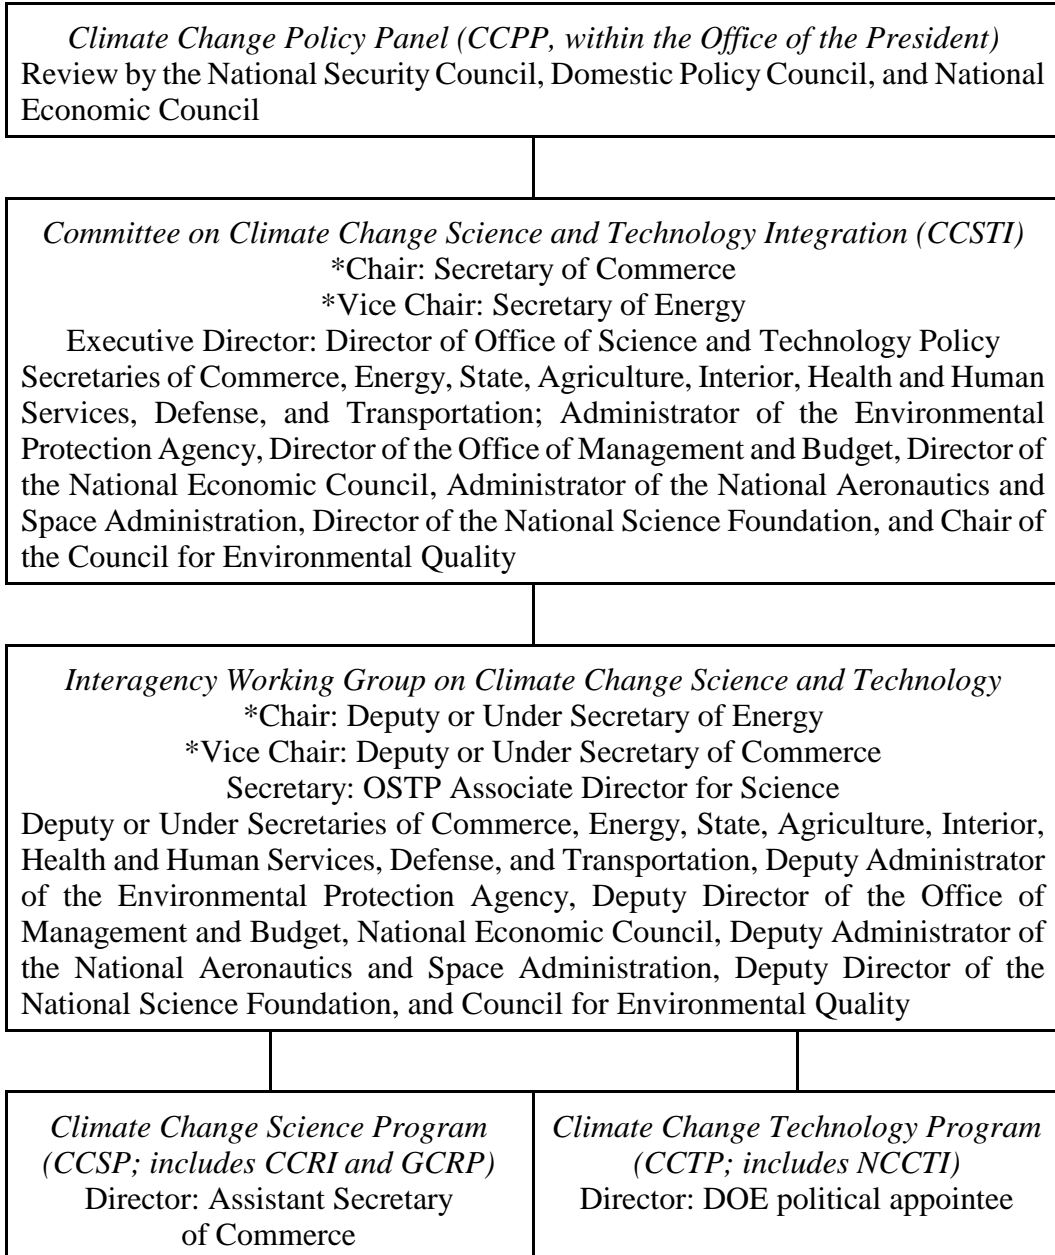 Climate Change Policy Panel (CCPP, within the Office of the President)
Review by the National Security Council, Domestic Policy Council, and National
Economic Council
Committee on Climate Change Science and Technology Integration (CCSTI)
*Chair: Secretary of Commerce
*Vice Chair: Secretary of Energy
Executive Director: Director of Office of Science and Technology Policy
Secretaries of Commerce, Energy, State, Agriculture, Interior, Health and Human
Services, Defense, and Transportation; Administrator of the Environmental
Protection Agency, Director of the Office of Management and Budget, Director of
the National Economic Council, Administrator of the National Aeronautics and
Space Administration, Director of the National Science Foundation, and Chair of
the Council for Environmental Quality
Interagency Working Group on Climate Change Science and Technology
*Chair: Deputy or Under Secretary of Energy
*Vice Chair: Deputy or Under Secretary of Commerce
Secretary: OSTP Associate Director for Science
Deputy or Under Secretaries of Commerce, Energy, State, Agriculture, Interior,
Health and Human Services, Defense, and Transportation, Deputy Administrator
of the Environmental Protection Agency, Deputy Director of the Office of
Management and Budget, National Economic Council, Deputy Administrator of
the National Aeronautics and Space Administration, Deputy Director of the
National Science Foundation, and Council for Environmental Quality
Climate Change Science Program
(CCSP; includes CCRI and GCRP)
Director: Assistant Secretary
of Commerce
Climate Change Technology Program
(CCTP; includes NCCTI)
Director: DOE political appointee